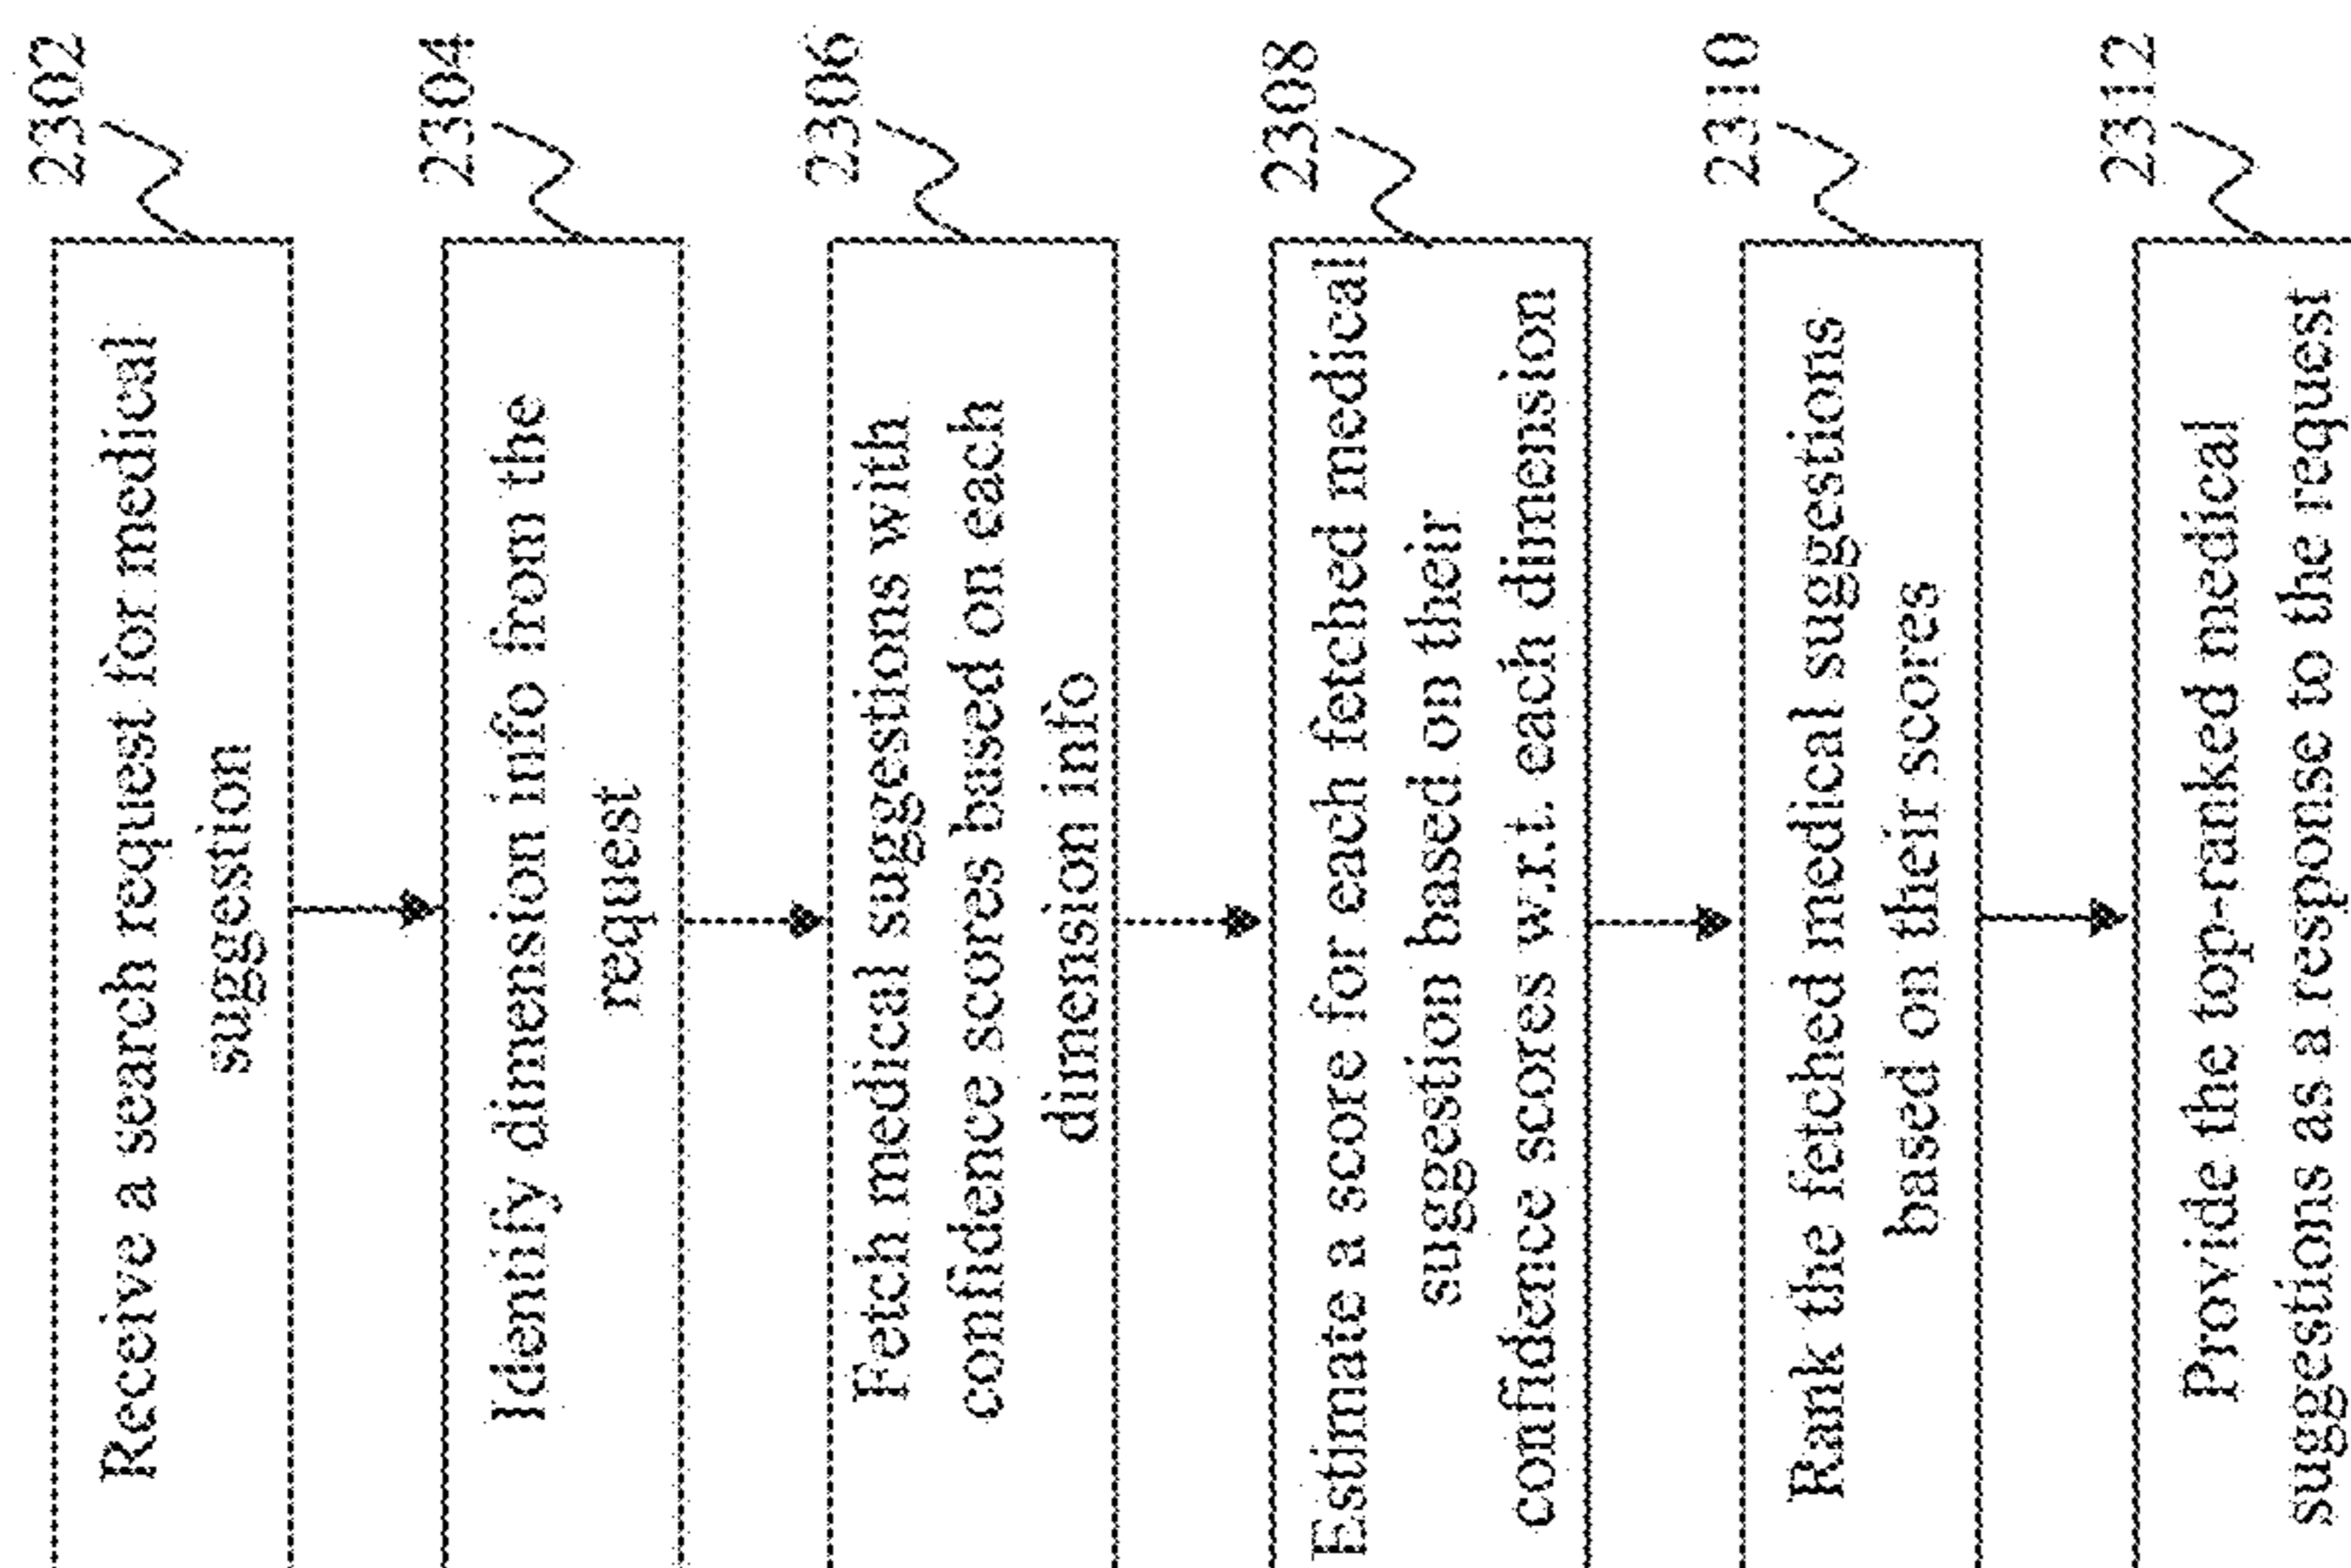 2302
Receive a search request for medical
suggestion
2304
Identify dimension info from the
request
2306
Fetch medical suggestions with
confidence scores based on each
dimension info
2308
Estimate a score for each fetched medical
suggestion based on their
confidence scores w.r.t. each dimension
2310
Rank the fetched medical suggestions
based on their scores
2312
Provide the top-ranked medical
suggestions as a response to the request